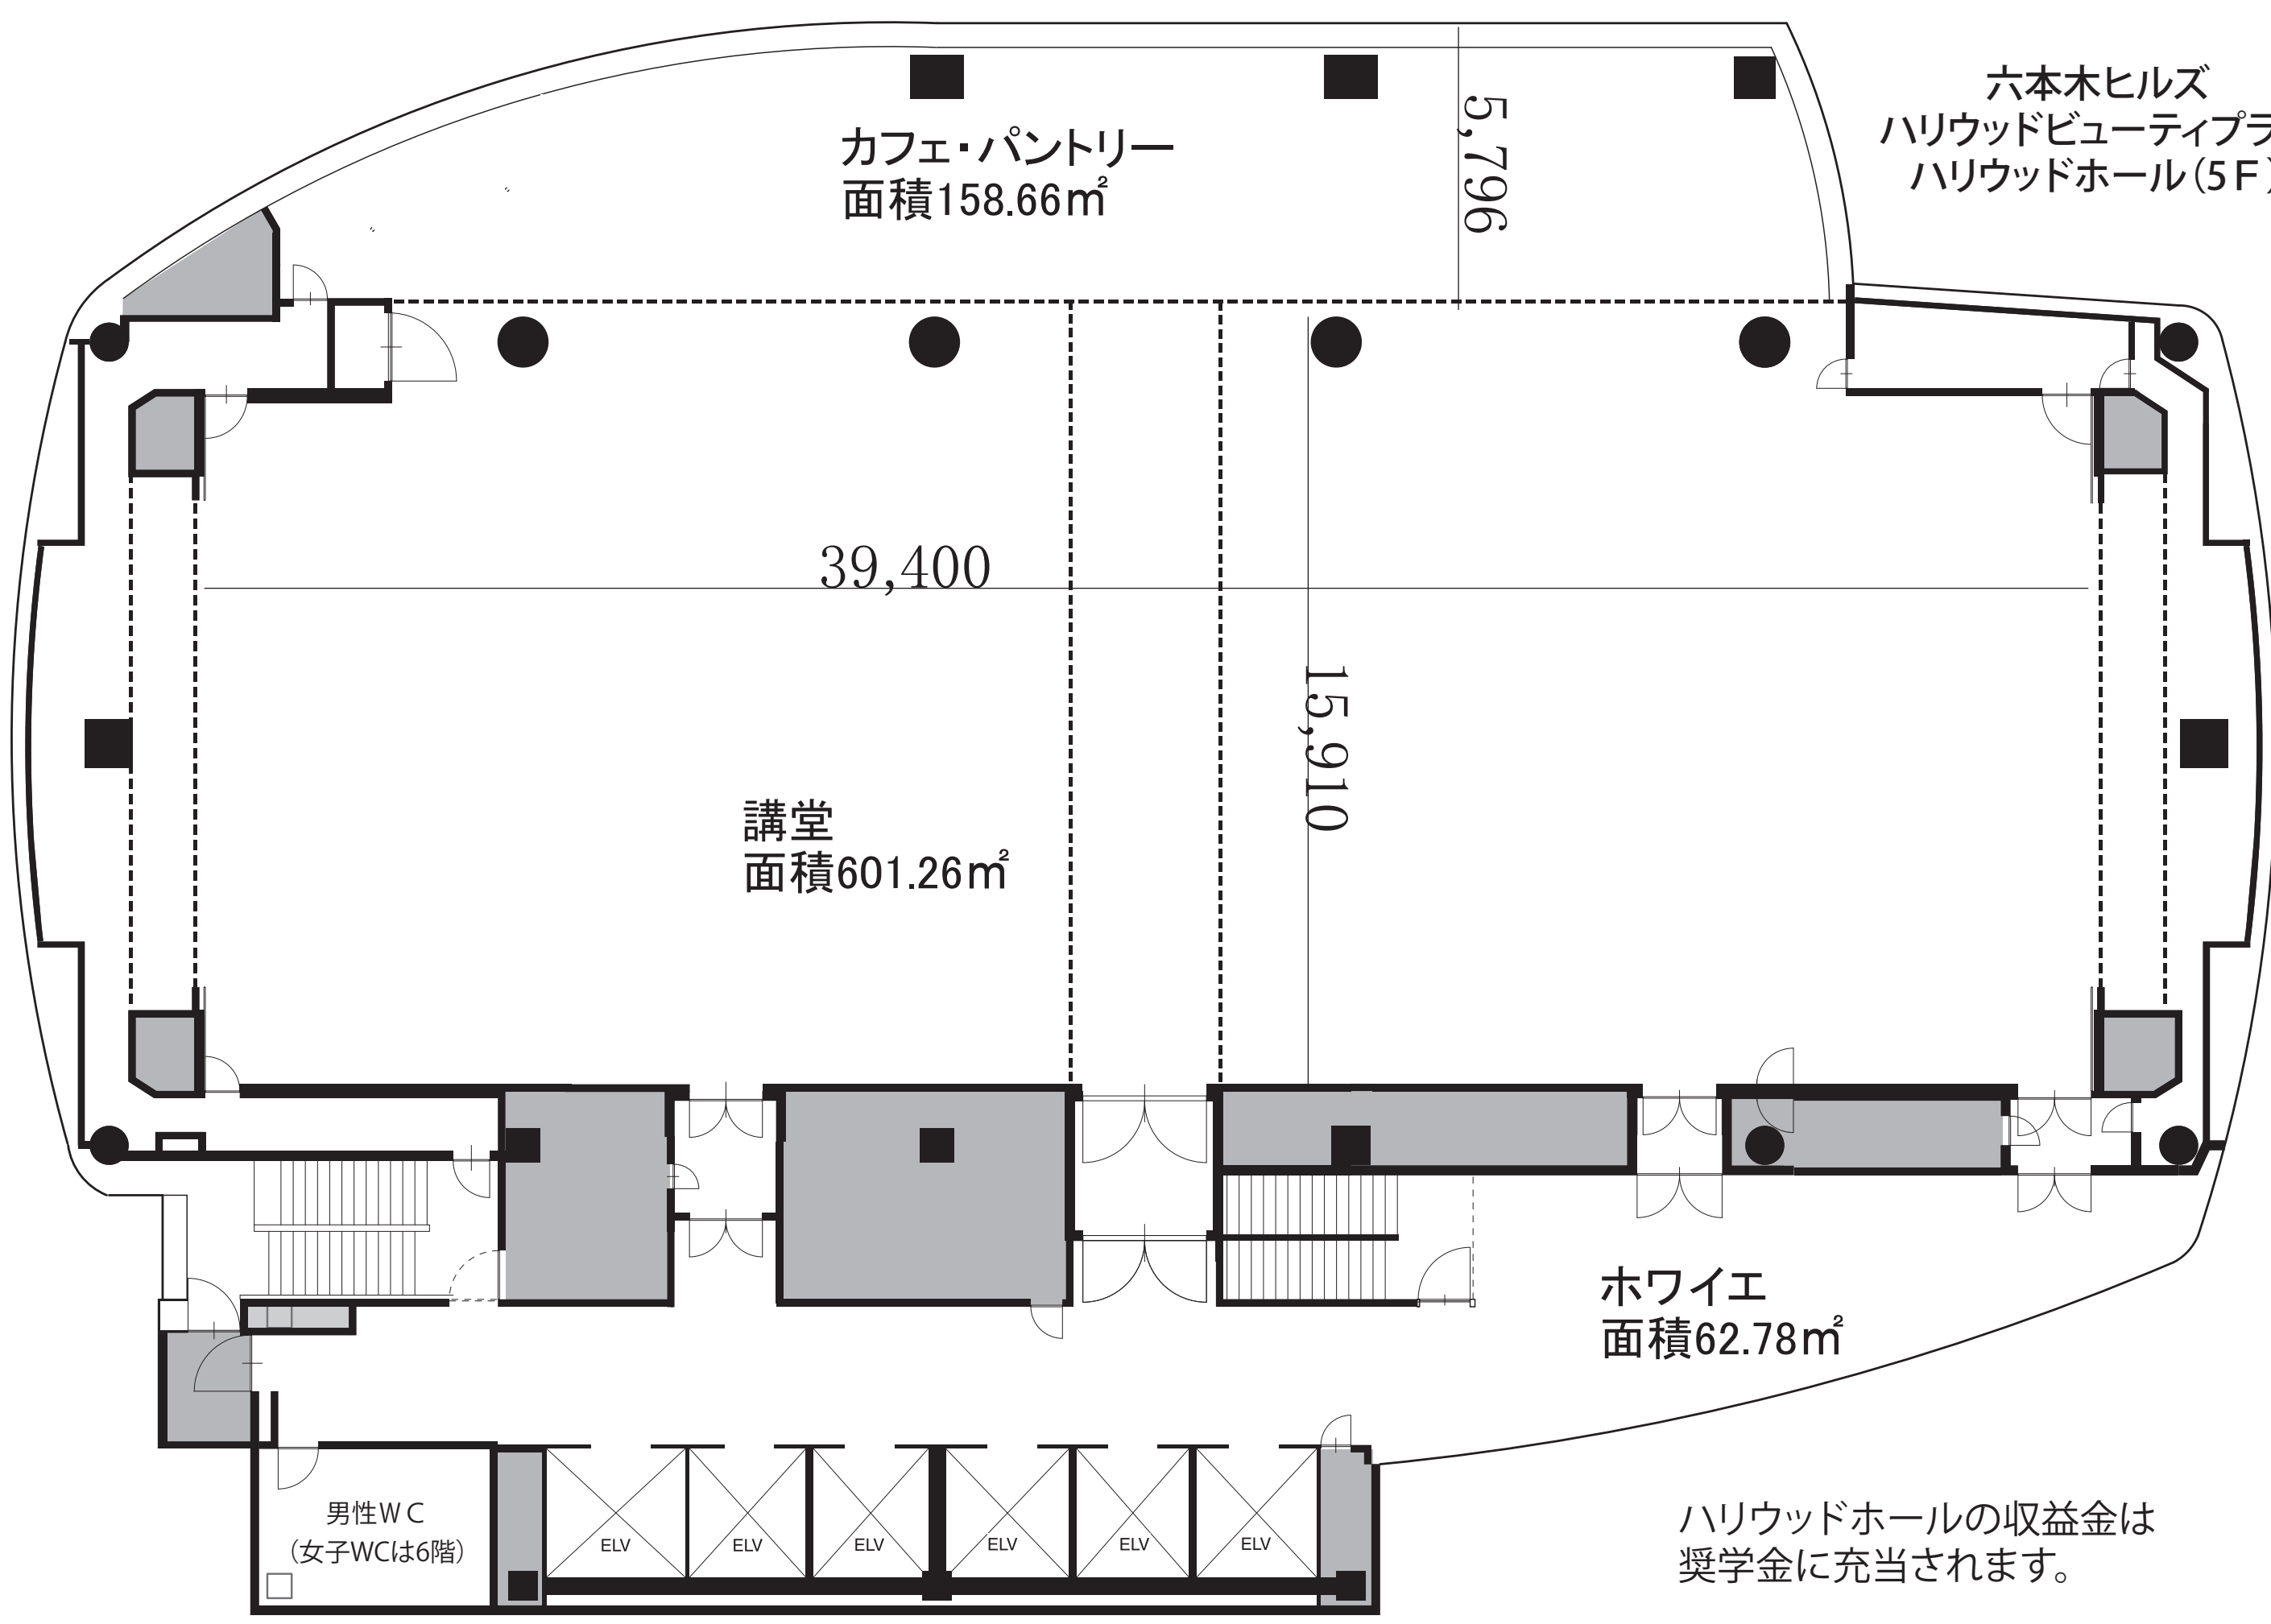 六本木ヒルズ
ハリウッドビューティプラ
ハリウッドホール（5Ｆ）
カフェ・パントリー
面積158.66㎡
5,796
39,400
15,910
講堂
面積601.26㎡
ホワイエ
面積62.78㎡
男性ＷＣ
（女子WCは6階）
ELV
ELV
ELV
ELV
ELV
ELV
ハリウッドホールの収益金は
奨学金に充当されます。